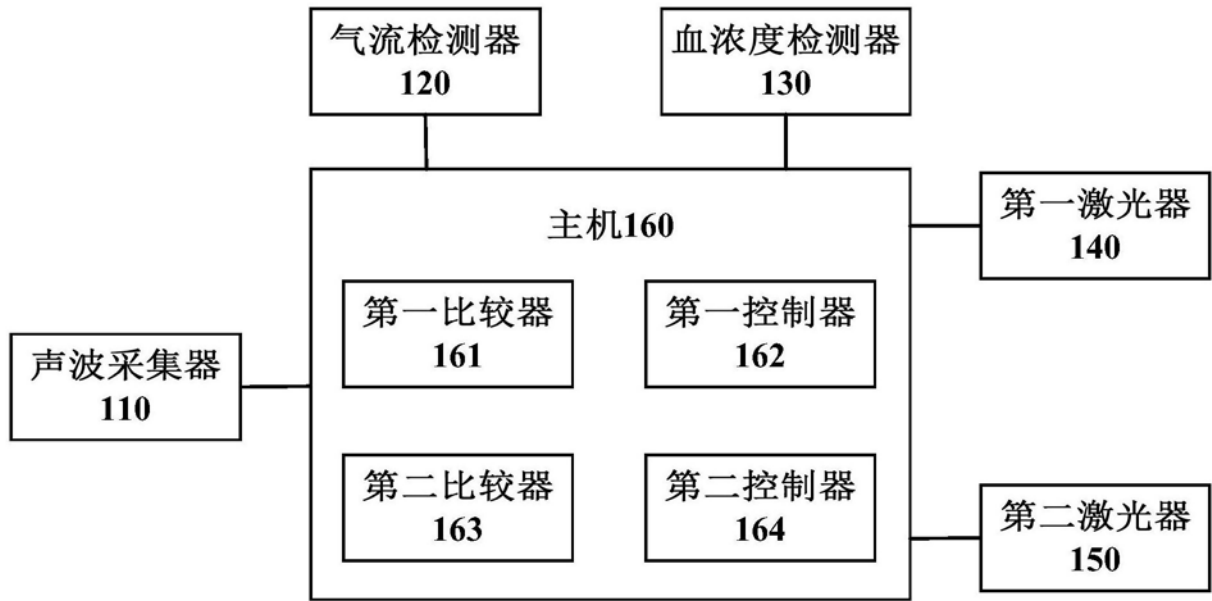 气流检测器
120
血浓度检测器
130
主机160
第一激光器
140
第一比较器
161
第一控制器
162
声波采集器
110
第二比较器
163
第二控制器
164
第二激光器
150